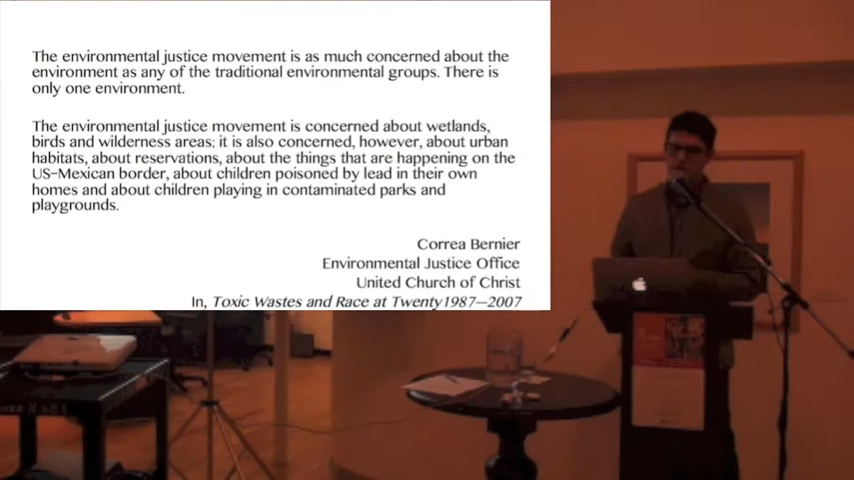 The environmental justice movement is as much concerned about the
environment as any of the traditional environmental groups. There is
only one environment.
The environmental justice movement is concerned about wetlands,
birds and wilderness areas; it is also concerned, however, about urban
habitats, about reservations, about the things that are happening on the
US–Mexican border, about children poisoned by lead in their own
homes and about children playing in contaminated parks and
playgrounds.
Correa Bernier
Environmental Justice Office
United Church of Christ
In, Toxic Wastes and Race at Twenty1987—2007